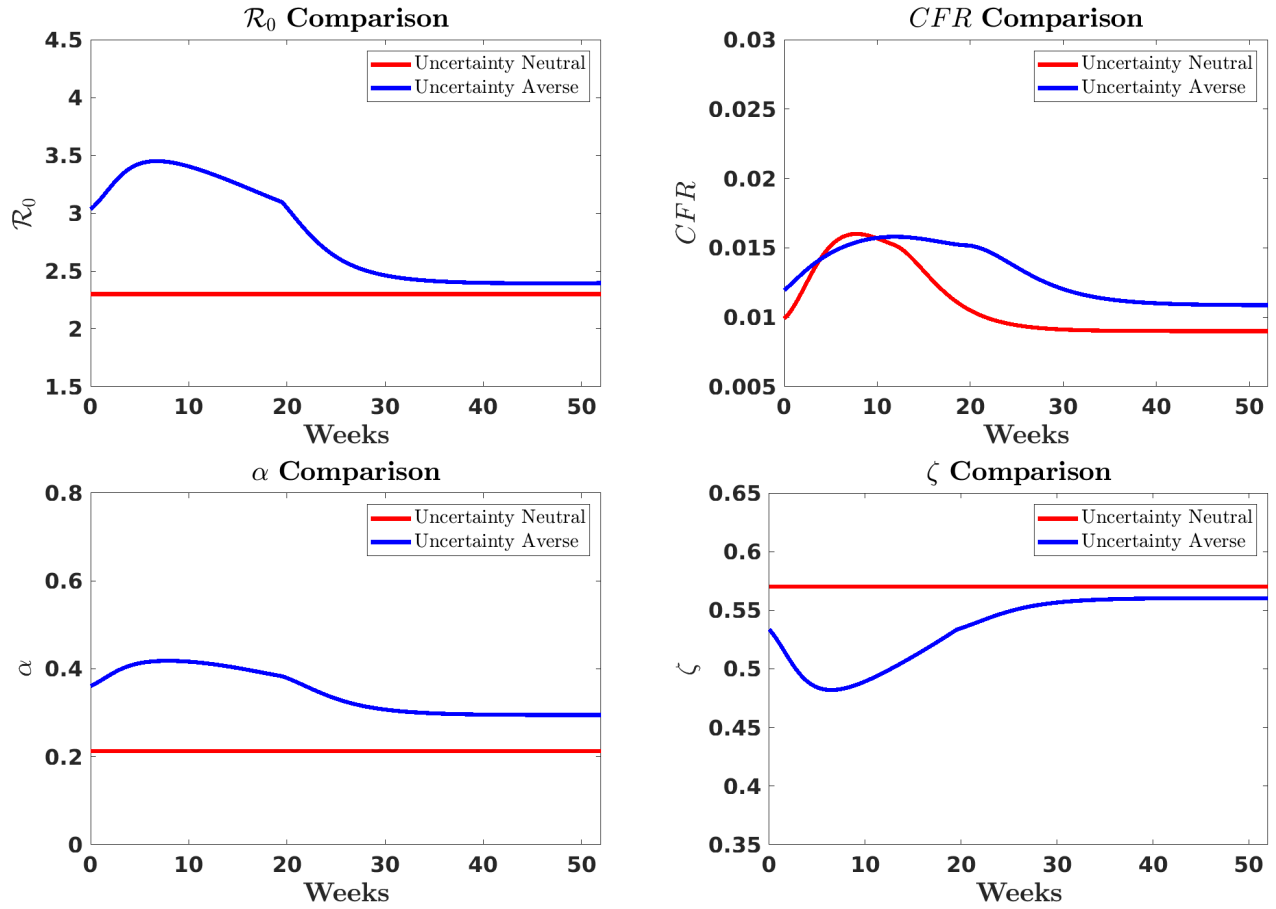 R₀ Comparison
4.5
4
3.5
3
2.5
2
1.5
R₀
0 10 20 30 40 50
Weeks
Uncertainty Neutral
Uncertainty Averse
CFR Comparison
0.03
0.025
0.02
0.015
0.01
0.005
CFR
0 10 20 30 40 50
Weeks
Uncertainty Neutral
Uncertainty Averse
α Comparison
0.8
0.6
0.4
0.2
0
α
0 10 20 30 40 50
Weeks
Uncertainty Neutral
Uncertainty Averse
ζ Comparison
0.65
0.6
0.55
0.5
0.45
0.4
0.35
ζ
0 10 20 30 40 50
Weeks
Uncertainty Neutral
Uncertainty Averse